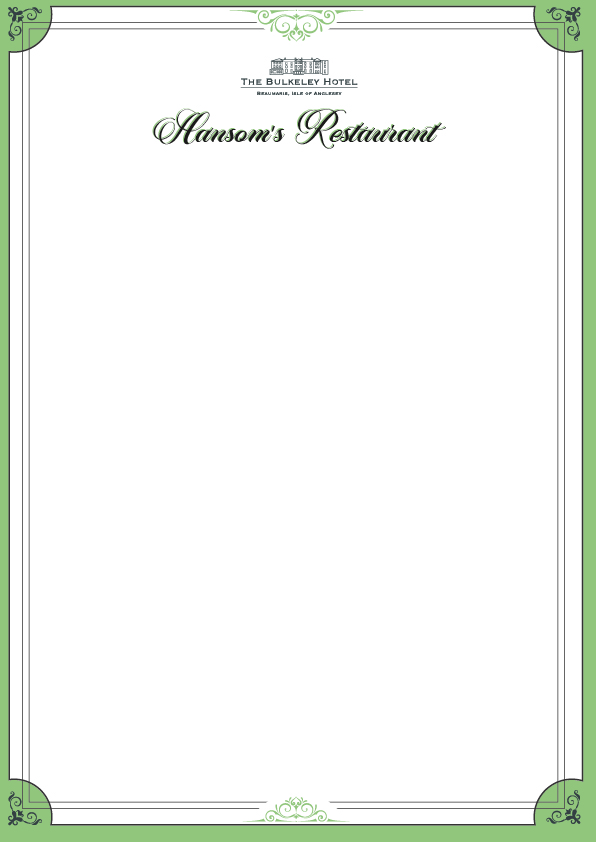 THE BULKELEY HOTEL
BEAUMARIS, ISLE OF ANGLESEY
Hansom's Restaurant